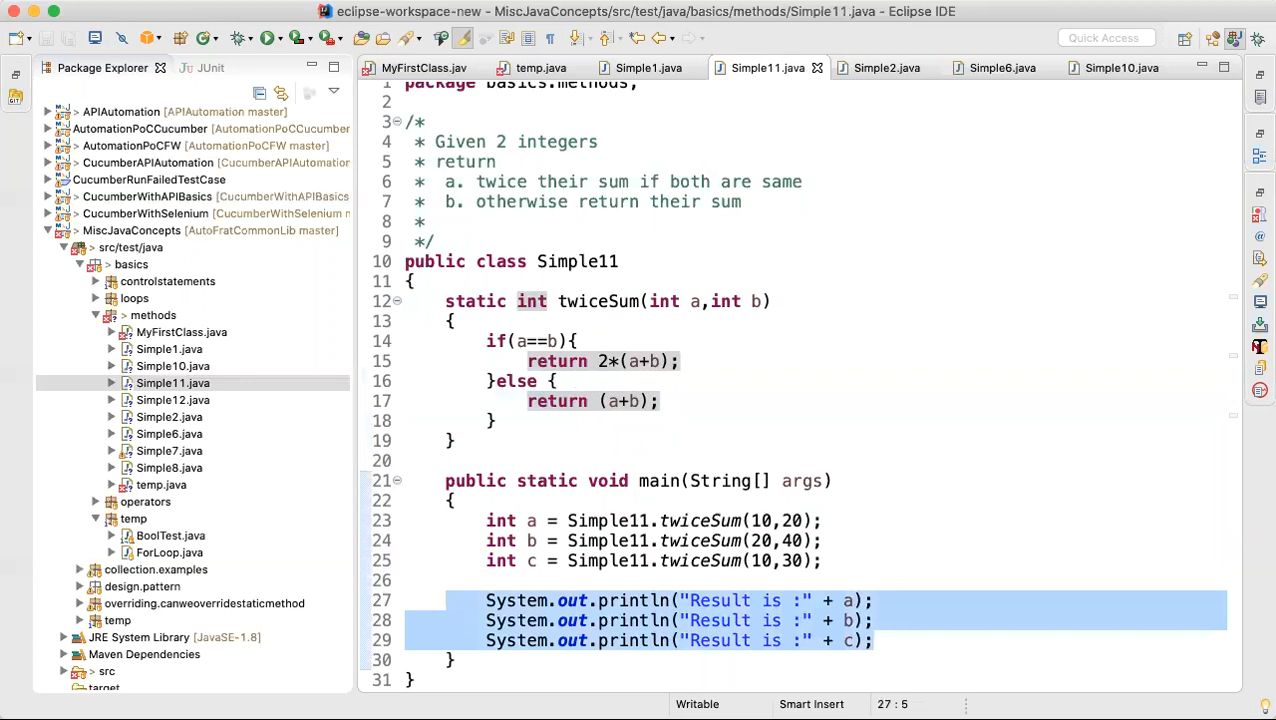 eclipse-workspace-new - MiscJavaConcepts/src/test/java/basics/methods/Simple11.java - Eclipse IDE
Quick Access
Package Explorer JUnit
MyFirstClass.jav temp.java Simple1.java Simple11.java Simple2.java Simple6.java Simple10.java
GIT
> APIAutomation [APIAutomation master]
AutomationPoCCucumber [AutomationPoCCucumber
> AutomationPoCFW [AutomationPoCFW master]
> CucumberAPIAutomation [CucumberAPIAutomation
CucumberRunFailedTestCase
> CucumberWithAPIBasics [CucumberWithAPIBasics
> CucumberWithSelenium [CucumberWithSelenium m
> MiscJavaConcepts [AutoFratCommonLib master]
> src/test/java
> basics
controlstatements
loops
> methods
MyFirstClass.java
Simple1.java
Simple10.java
Simple11.java
Simple12.java
Simple2.java
Simple6.java
Simple7.java
Simple8.java
temp.java
operators
temp
BoolTest.java
ForLoop.java
collection.examples
design.pattern
overriding.canweoverridestaticmethod
> temp
JRE System Library [JavaSE-1.8]
Maven Dependencies
> src
target
1 package basics.methods;
2
3 /*
4 * Given 2 integers
5 * return
6 * a. twice their sum if both are same
7 * b. otherwise return their sum
8 *
9 */
10 public class Simple11
11 {
12 static int twiceSum(int a,int b)
13 {
14 if(a==b){
15 return 2*(a+b);
16 }else {
17 return (a+b);
18 }
19 }
20
21 public static void main(String[] args)
22 {
23 int a = Simple11.twiceSum(10,20);
24 int b = Simple11.twiceSum(20,40);
25 int c = Simple11.twiceSum(10,30);
26
27 System.out.println("Result is :" + a);
28 System.out.println("Result is :" + b);
29 System.out.println("Result is :" + c);
30 }
31 }
Writable Smart Insert 27 : 5